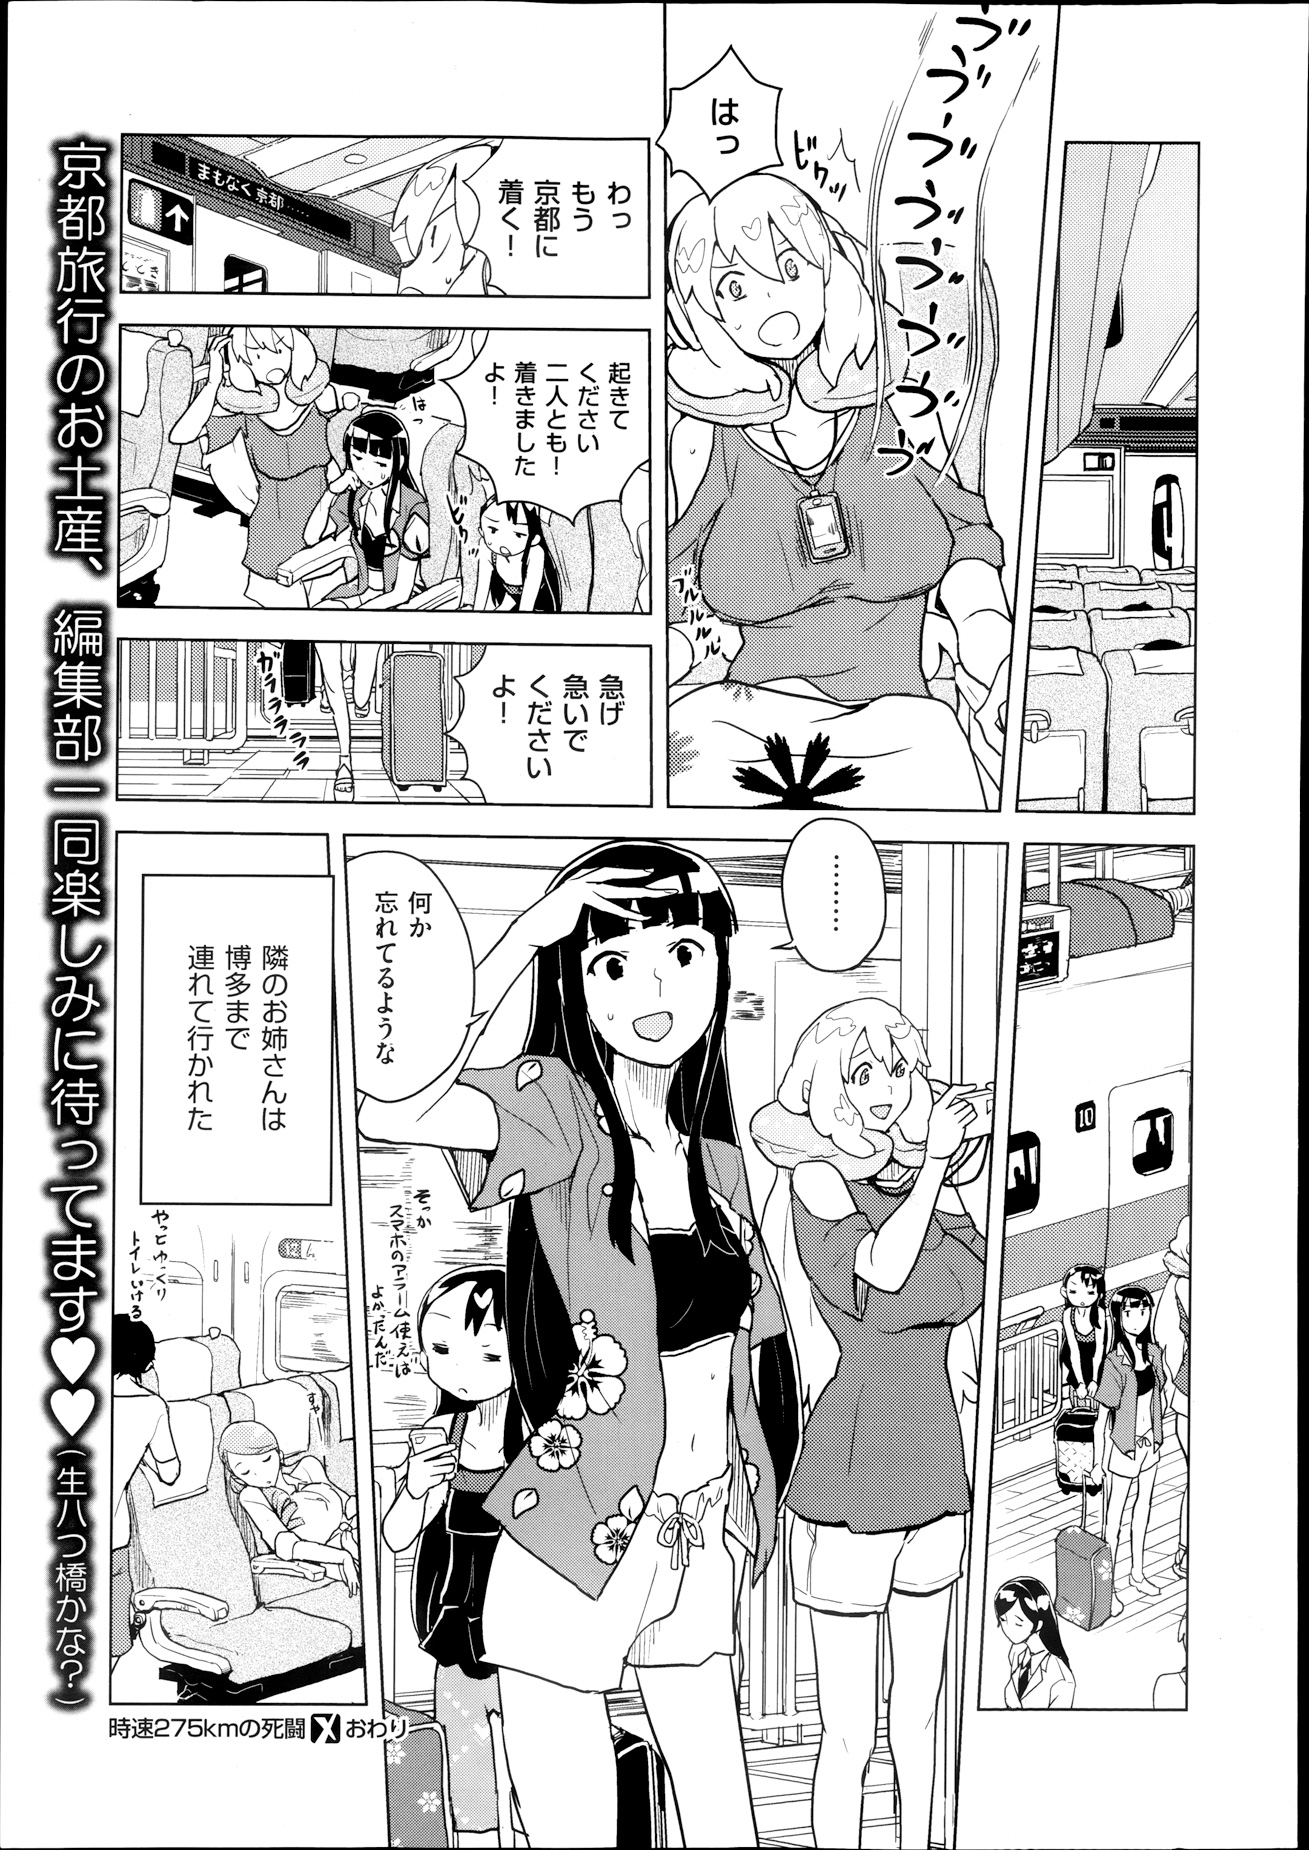 ブブブブブブブブブ
はっ
ビクッ
ブルルルル
わっ
もう
京都に
着く！
まもなく京都……
起きて
ください
二人とも！
着きました
よ！
はっ
ビクッ
急げ
急いで
ください
よ！
ガラガラガラ
10
………
何か
忘れてるような
そっか
スマホのアラーム使えば
よかったんだ
隣のお姉さんは
博多まで
連れて行かれた
やっとゆっくり
トイレいける
すや
12
時速275kmの死闘 X おわり
京都旅行のお土産、編集部一同楽しみに待ってます♥♥（生八つ橋かな？）